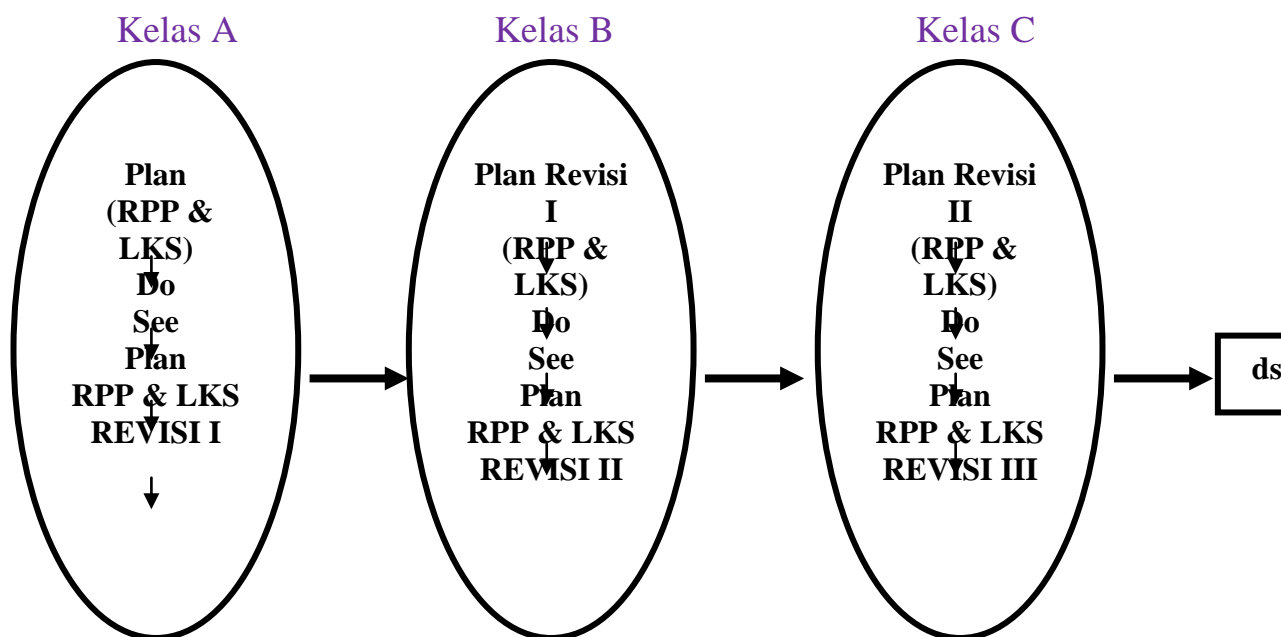 Kelas A
Plan
(RPP &
LKS)
Do
See
Plan
RPP & LKS
REVISI I
Kelas B
Plan Revisi
I
(RPP &
LKS)
Do
See
Plan
RPP & LKS
REVISI II
Kelas C
Plan Revisi
II
(RPP &
LKS)
Do
See
Plan
RPP & LKS
REVISI III
ds